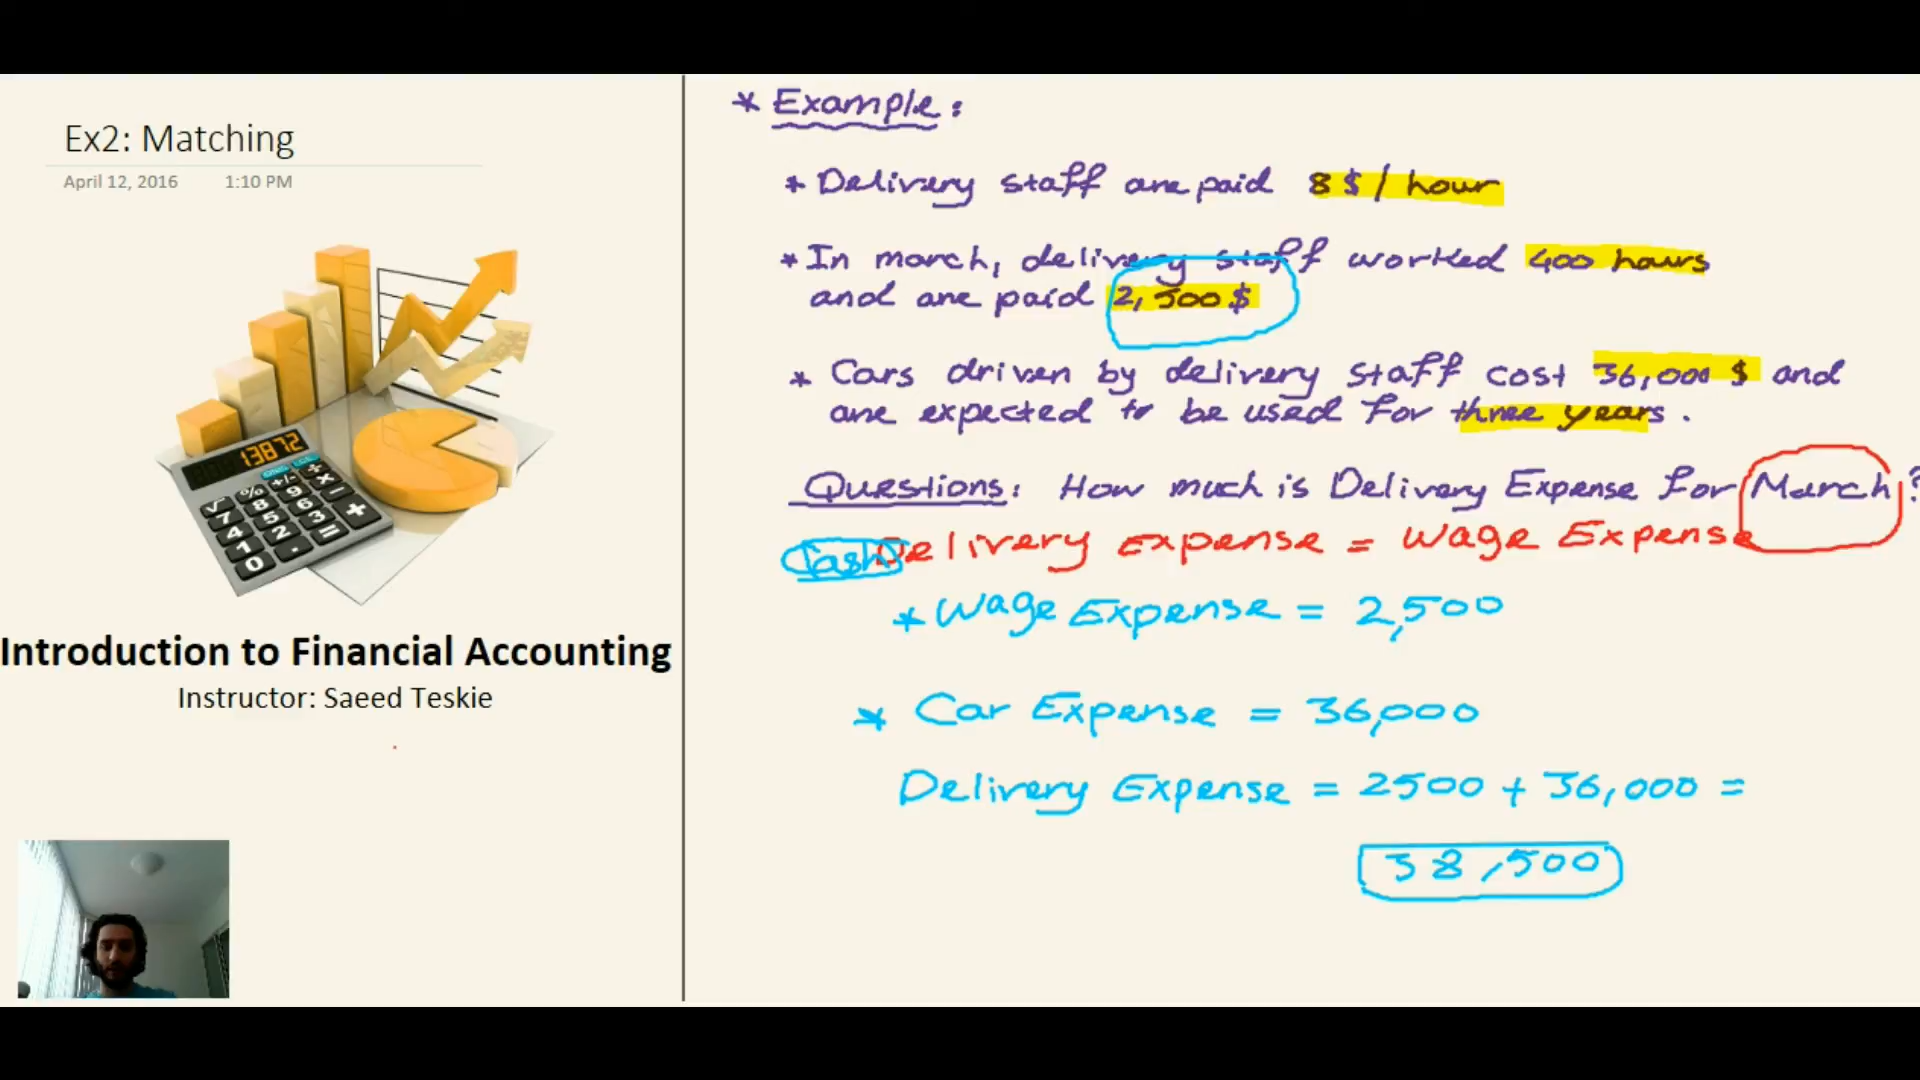 Ex2: Matching
April 12, 2016 1:10 PM
13872
Introduction to Financial Accounting
Instructor: Saeed Teskie
* Example:
* Delivery staff are paid 8$ / hour
* In march, delivery staff worked 400 hours
and are paid 2,500$
* Cars driven by delivery staff cost 36,000 $ and
are expected to be used for three years.
Questions: How much is Delivery Expense for March?
Cash Delivery expense = Wage Expense
* Wage Expense = 2,500
* Car Expense = 36,000
Delivery Expense = 2500 + 36,000 =
38,500